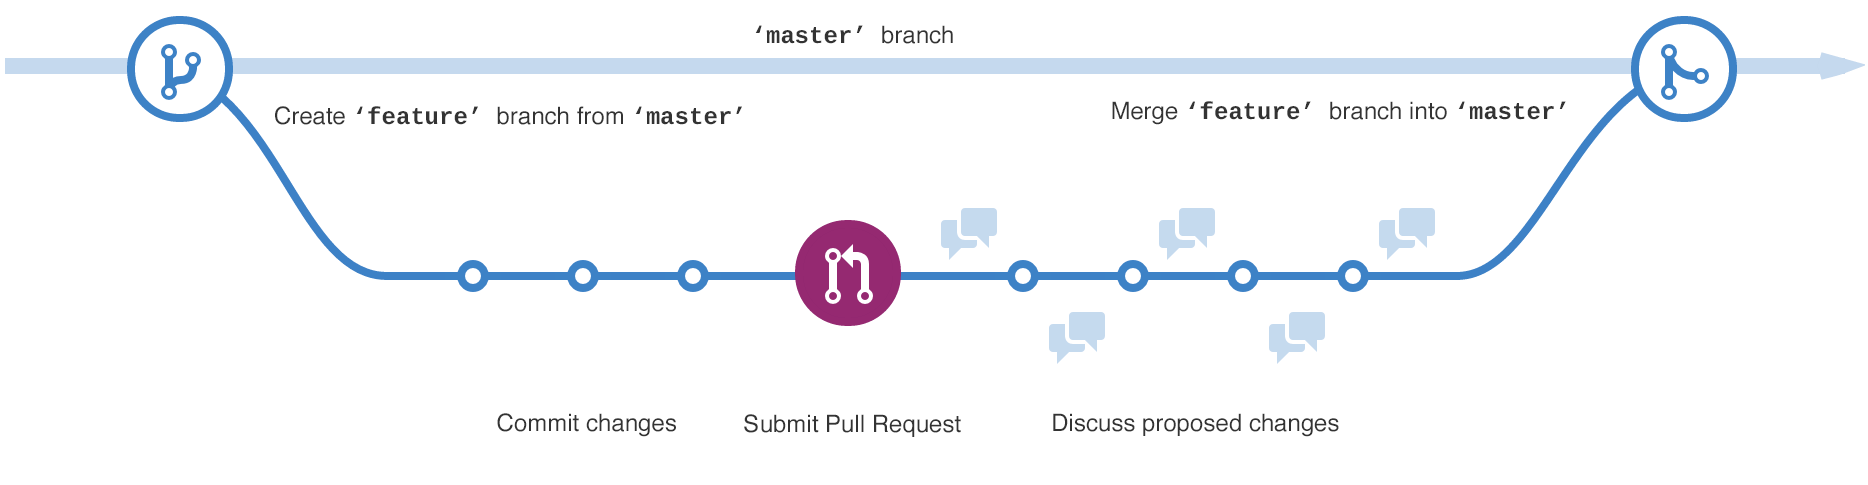 ‘master’ branch
Create ‘feature’ branch from ‘master’
Merge ‘feature’ branch into ‘master’
Commit changes
Submit Pull Request
Discuss proposed changes